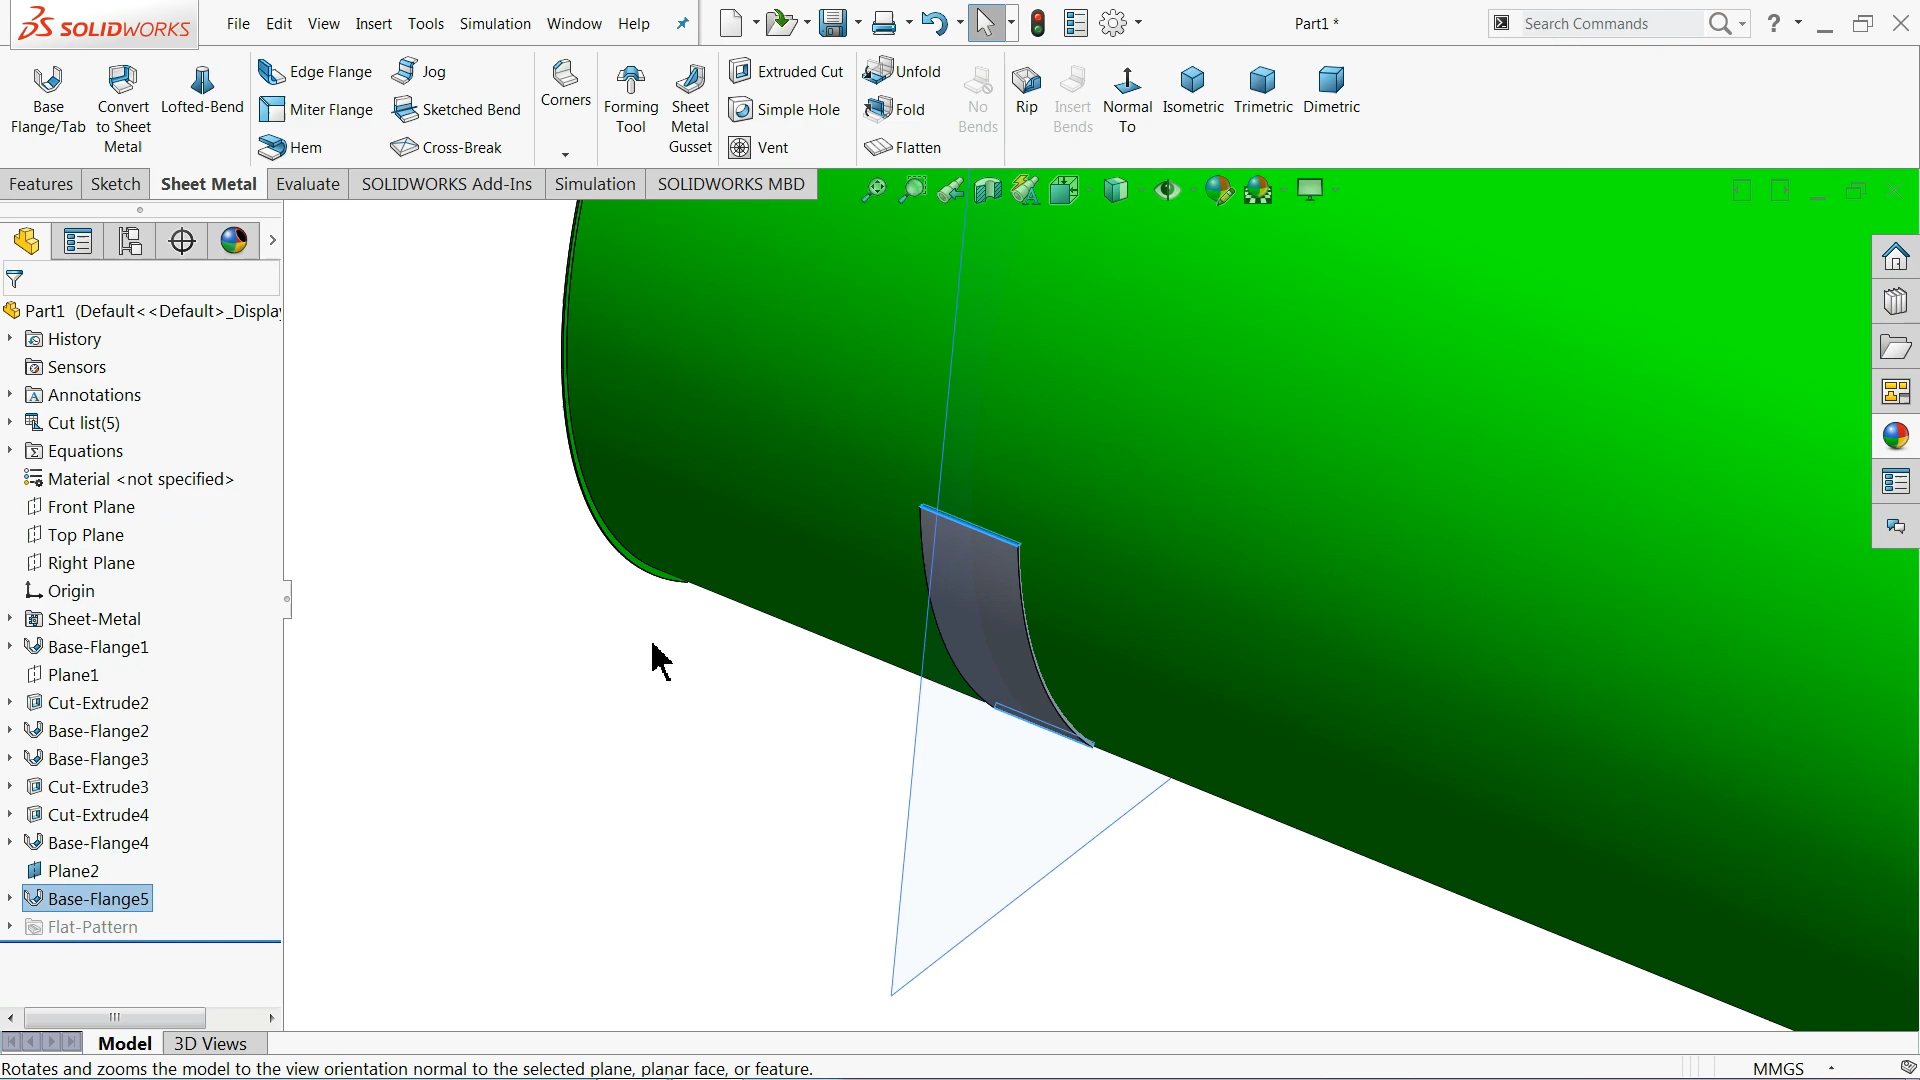 SOLIDWORKS
File Edit View Insert Tools Simulation Window Help
Part1 *
Search Commands
?
Base Flange/Tab
Convert to Sheet Metal
Lofted-Bend
Edge Flange
Miter Flange
Hem
Jog
Sketched Bend
Cross-Break
Corners
Forming Tool
Sheet Metal Gusset
Extruded Cut
Simple Hole
Vent
Unfold
Fold
Flatten
No Bends
Rip
Insert Bends
Normal To
Isometric
Trimetric
Dimetric
Features Sketch Sheet Metal Evaluate SOLIDWORKS Add-Ins Simulation SOLIDWORKS MBD
Part1 (Default<<Default>_Displa
History
Sensors
Annotations
Cut list(5)
Equations
Material <not specified>
Front Plane
Top Plane
Right Plane
Origin
Sheet-Metal
Base-Flange1
Plane1
Cut-Extrude2
Base-Flange2
Base-Flange3
Cut-Extrude3
Cut-Extrude4
Base-Flange4
Plane2
Base-Flange5
Flat-Pattern
Model 3D Views
Rotates and zooms the model to the view orientation normal to the selected plane, planar face, or feature.
MMGS